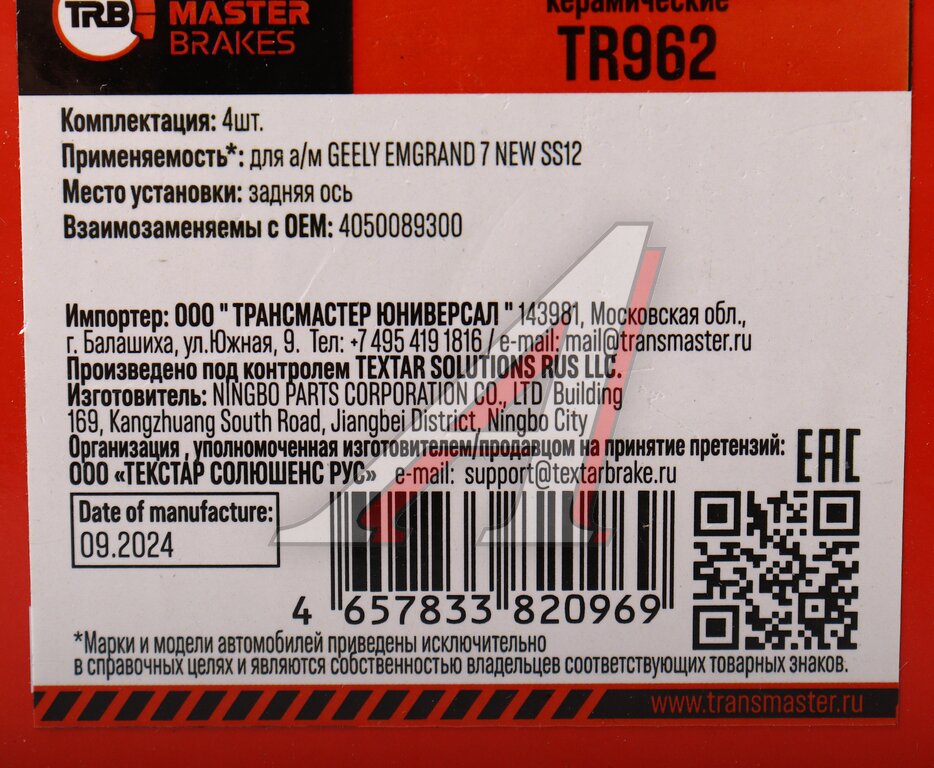 TRB MASTER
BRAKES
керамические
TR962
Комплектация: 4шт.
Применяемость*: для а/м GEELY EMGRAND 7 NEW SS12
Место установки: задняя ось
Взаимозаменяемы с OEM: 4050089300
Импортер: ООО " ТРАНСМАСТЕР ЮНИВЕРСАЛ " 143981, Московская обл.,
г. Балашиха, ул.Южная, 9. Тел: +7 495 419 1816 / e-mail: mail@transmaster.ru
Произведено под контролем TEXTAR SOLUTIONS RUS LLC.
Изготовитель: NINGBO PARTS CORPORATION CO., LTD Building
169, Kangzhuang South Road, Jiangbei District, Ningbo City
Организация , уполномоченная изготовителем/продавцом на принятие претензий:
ООО «ТЕКСТАР СОЛЮШЕНС РУС» e-mail: support@textarbrake.ru
EAC
Date of manufacture:
09.2024
4 657833 820969
*Марки и модели автомобилей приведены исключительно
в справочных целях и являются собственностью владельцев соответствующих товарных знаков.
www.transmaster.ru